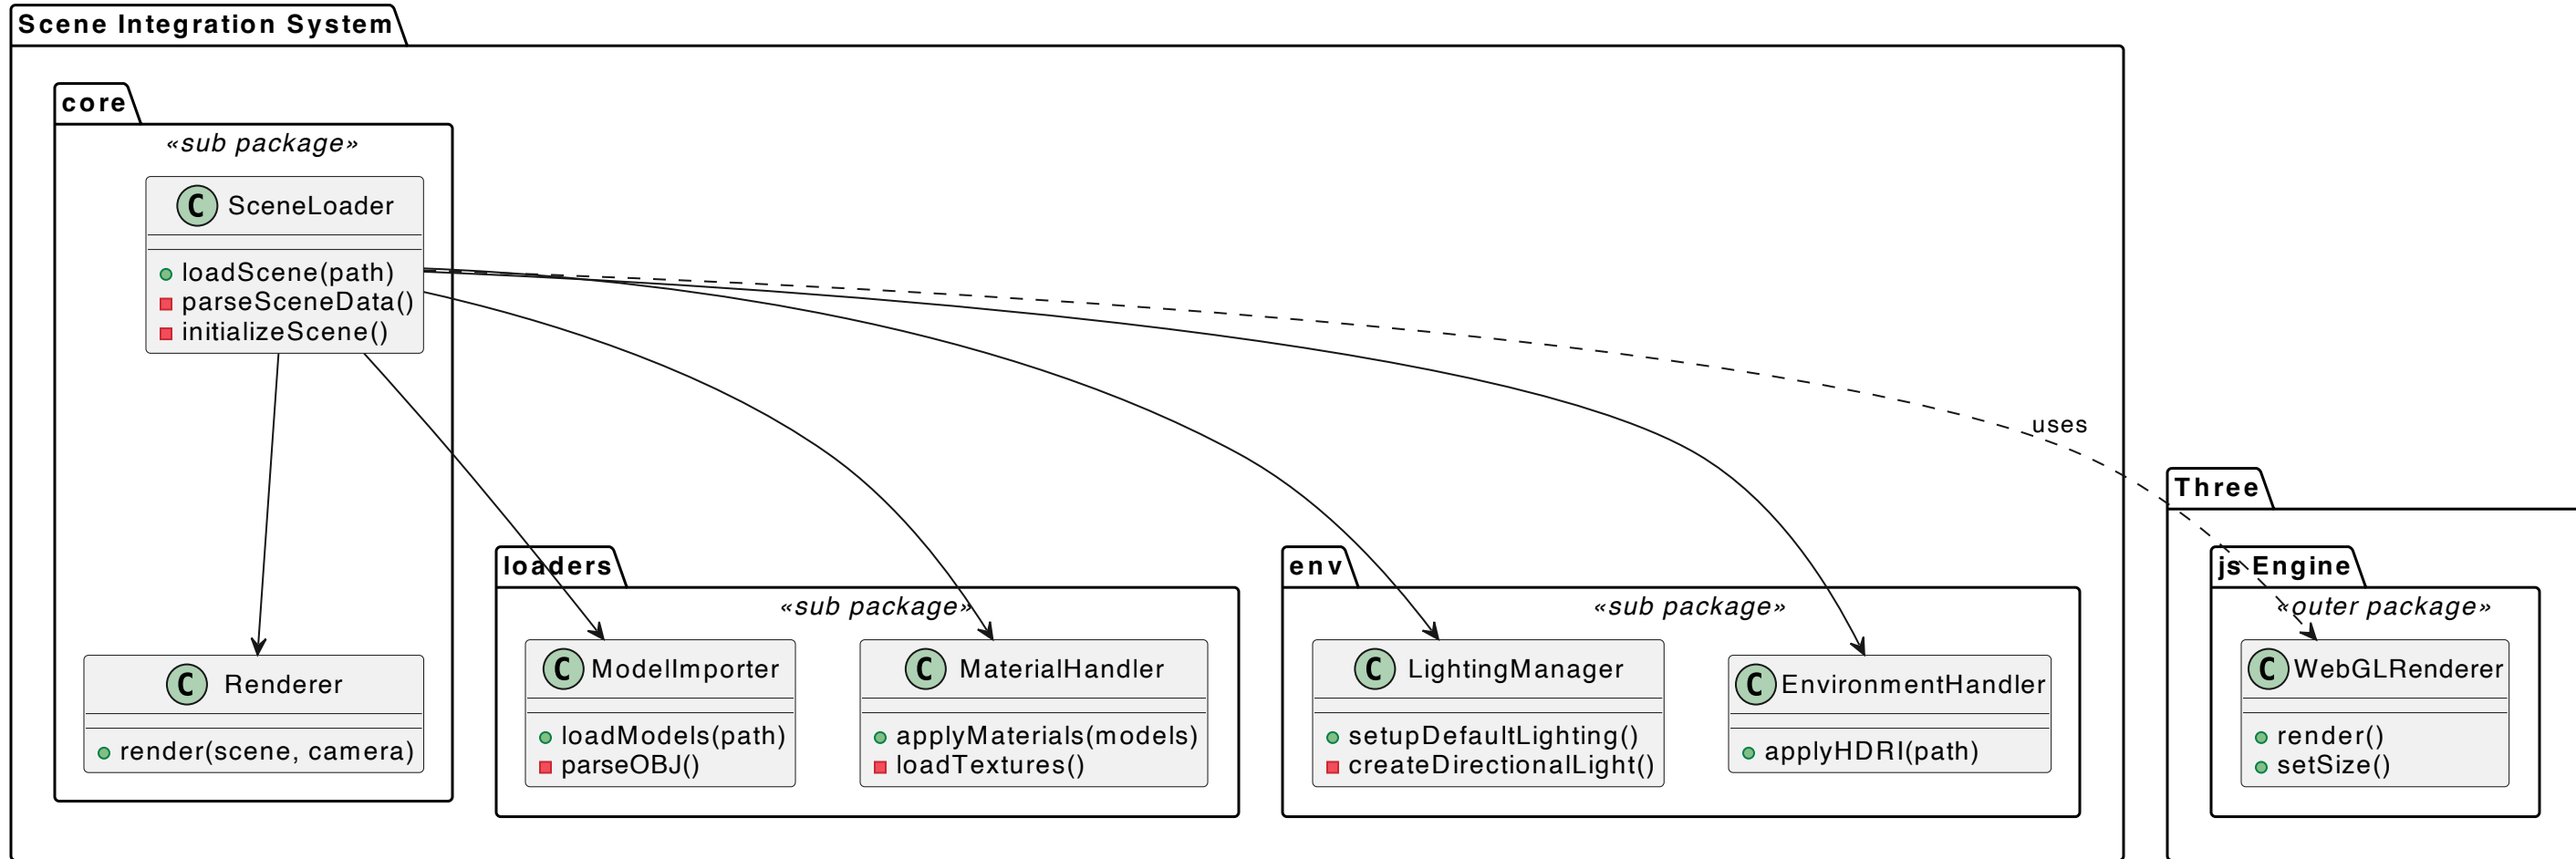 Scene Integration System
core
«sub package»
C SceneLoader
loadScene(path)
parseSceneData()
initializeScene()
uses
Three
loaders
«sub package»
env
«sub package»
js Engine
«outer package»
C Renderer
render(scene, camera)
C ModelImporter
loadModels(path)
parseOBJ()
C MaterialHandler
applyMaterials(models)
loadTextures()
C LightingManager
setupDefaultLighting()
createDirectionalLight()
C EnvironmentHandler
applyHDRI(path)
C WebGLRenderer
render()
setSize()